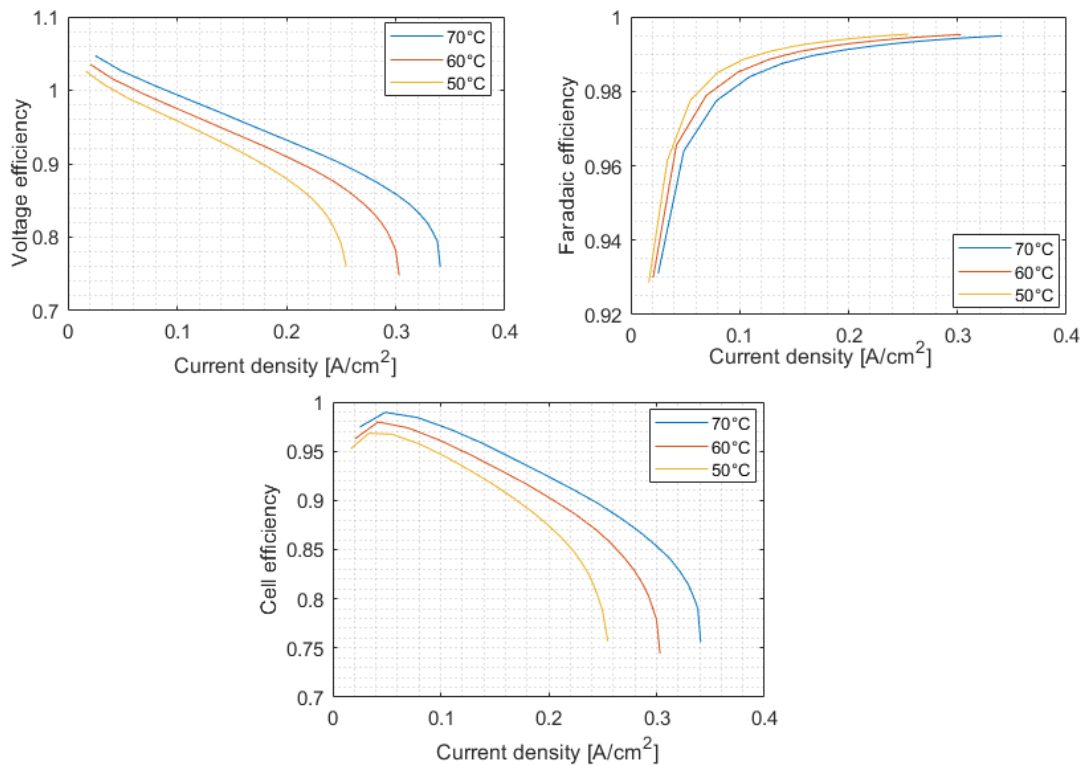 1.1
1
0.9
0.8
0.7
0
0.1
0.2
0.3
0.4
Voltage efficiency
Current density [A/cm²]
70°C
60°C
50°C
1
0.98
0.96
0.94
0.92
0
0.1
0.2
0.3
0.4
Faradaic efficiency
Current density [A/cm²]
70°C
60°C
50°C
1
0.95
0.9
0.85
0.8
0.75
0.7
0
0.1
0.2
0.3
0.4
Cell efficiency
Current density [A/cm²]
70°C
60°C
50°C